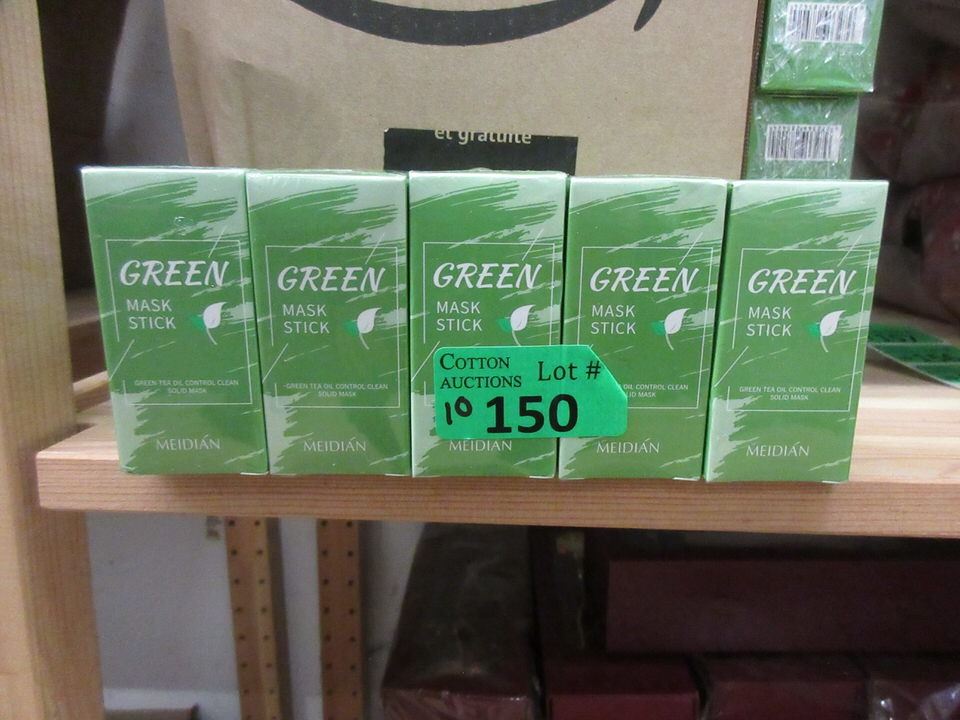 et gratuite
GREEN
MASK
STICK
GREEN TEA OIL CONTROL CLEAN
SOLID MASK
MEIDIÁN
GREEN
MASK
STICK
GREEN TEA OIL CONTROL CLEAN
SOLID MASK
MEIDIÁN
GREEN
MASK
STICK
COTTON
AUCTIONS
Lot #
10
150
MEIDIÁN
GREEN
MASK
STICK
OIL CONTROL CLEAN
MASK
MEIDIÁN
GREEN
MASK
STICK
GREEN TEA OIL CONTROL CLEAN
SOLID MASK
MEIDIÁN